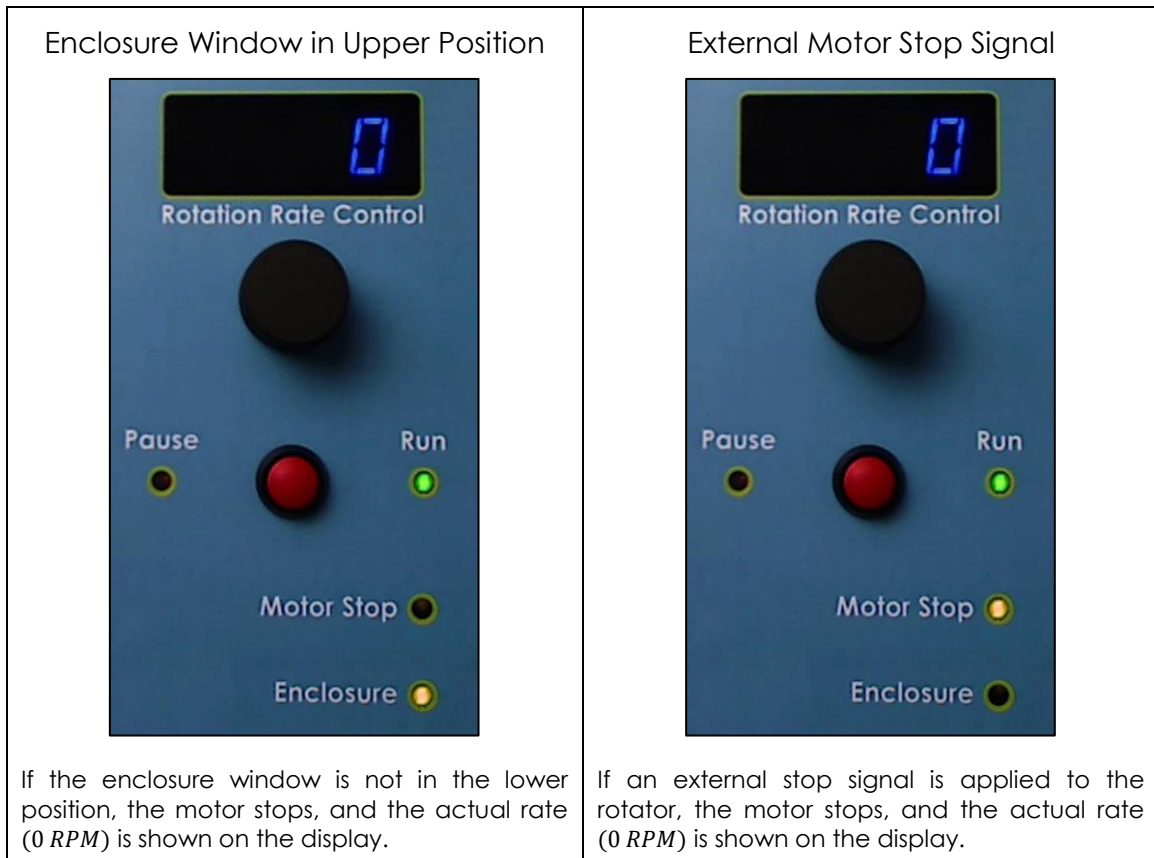 Enclosure Window in Upper Position
0
Rotation Rate Control
Pause Run
Motor Stop
Enclosure
If the enclosure window is not in the lower
position, the motor stops, and the actual rate
(0 RPM) is shown on the display.
External Motor Stop Signal
0
Rotation Rate Control
Pause Run
Motor Stop
Enclosure
If an external stop signal is applied to the
rotator, the motor stops, and the actual rate
(0 RPM) is shown on the display.